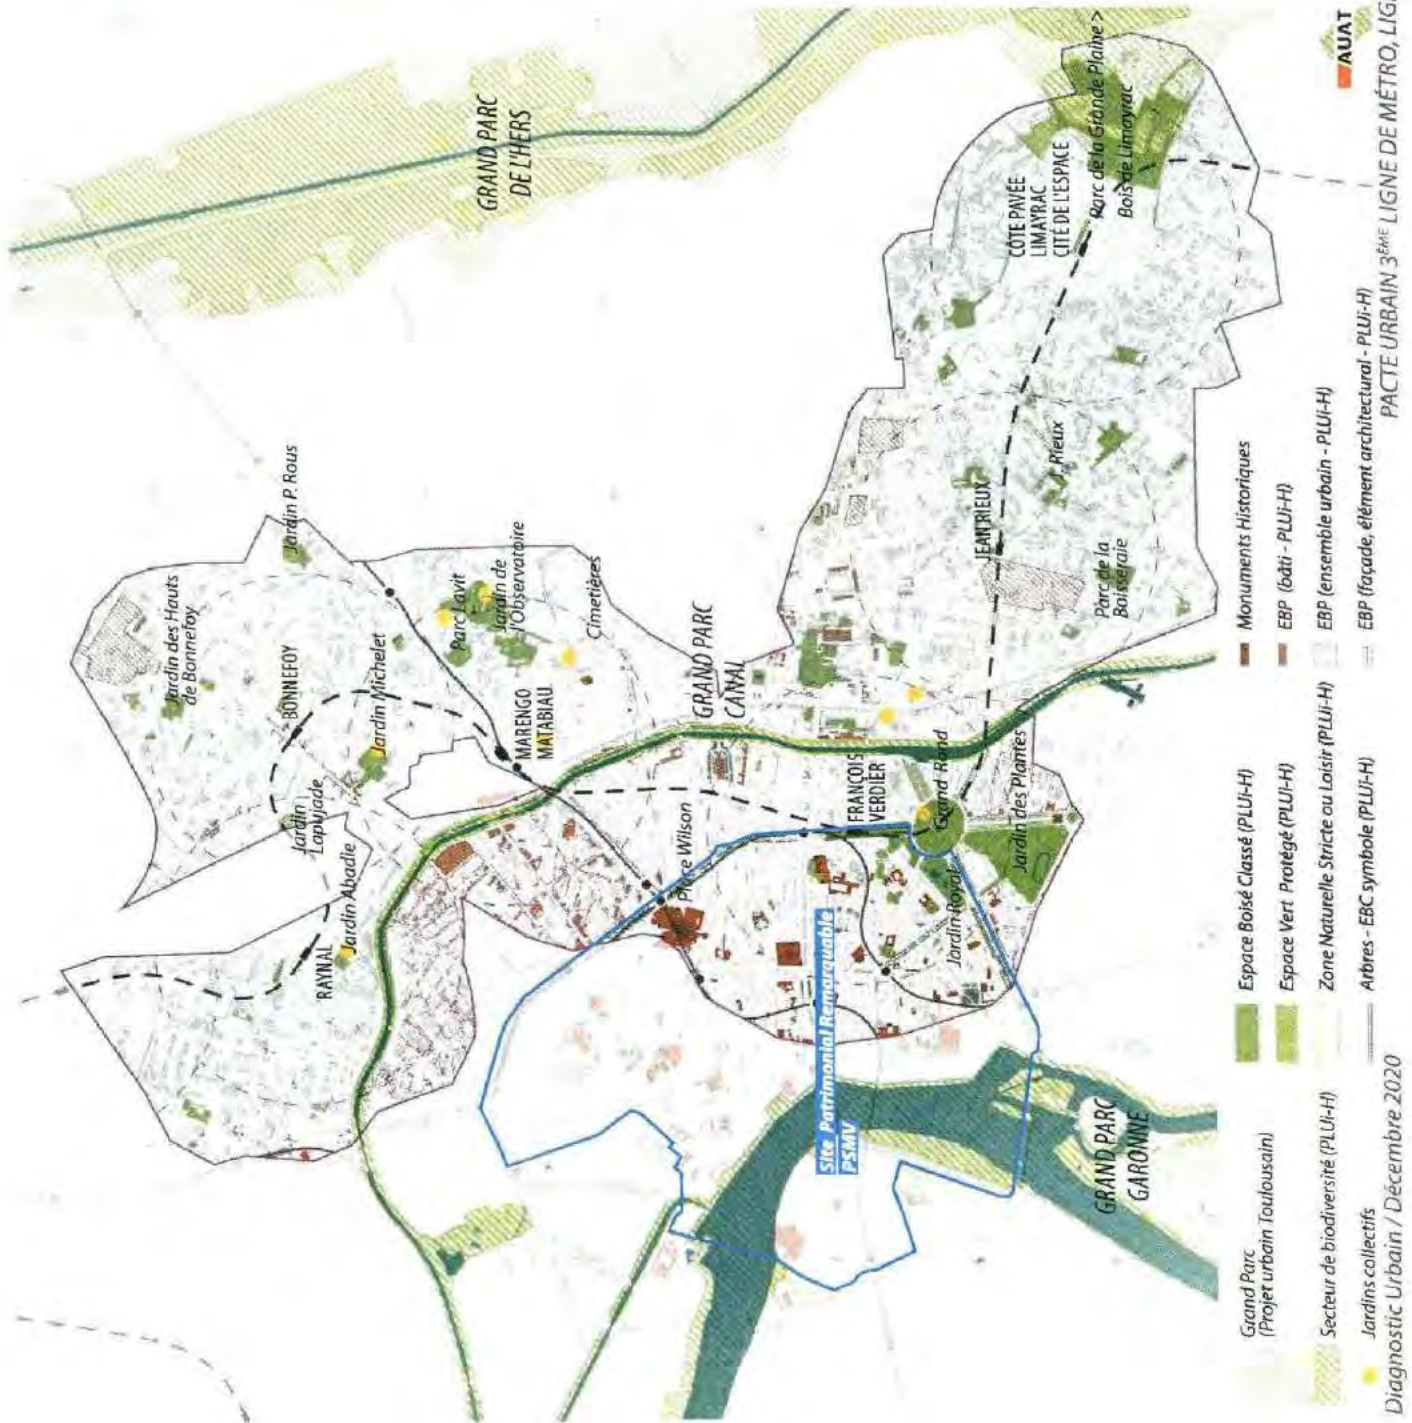 GRAND PARC
DE L'HERS
Jardin P. Rous
Jardin des Hauts
de Bonnefoy
BONNEFOY
Jardin Michelet
Parc Lavit
Jardin de
l'Observatoire
Cimetières
MARENGO
MATABIAU
Jardin
Lapujade
Jardin Abadie
RAYNAL
GRAND PARC
CANAL
CÔTE PAVÉE
LIMAYRAC
CITÉ DE L'ESPACE
Parc de la Grande Plaine >
Bois de Limayrac
JEAN RIEUX
J. Rieux
Parc de la
Boisseraie
FRANÇOIS
VERDIER
Grand Rond
Jardin des Plantes
Jardin Royal
Place Wilson
Site Patrimonial Remarquable
PSMV
GRAND PARC
GARONNE
Grand Parc
(Projet urbain Toulousain)
Secteur de biodiversité (PLUi-H)
Jardins collectifs
Espace Boisé Classé (PLUi-H)
Espace Vert Protégé (PLUi-H)
Zone Naturelle Stricte ou Loisir (PLUi-H)
Arbres - EBC symbole (PLUi-H)
Monuments Historiques
EBP (bâti - PLUi-H)
EBP (ensemble urbain - PLUi-H)
EBP (façade, élément architectural - PLUi-H)
AUAT
Diagnostic Urbain / Décembre 2020
PACTE URBAIN 3ÈME LIGNE DE MÉTRO, LIG